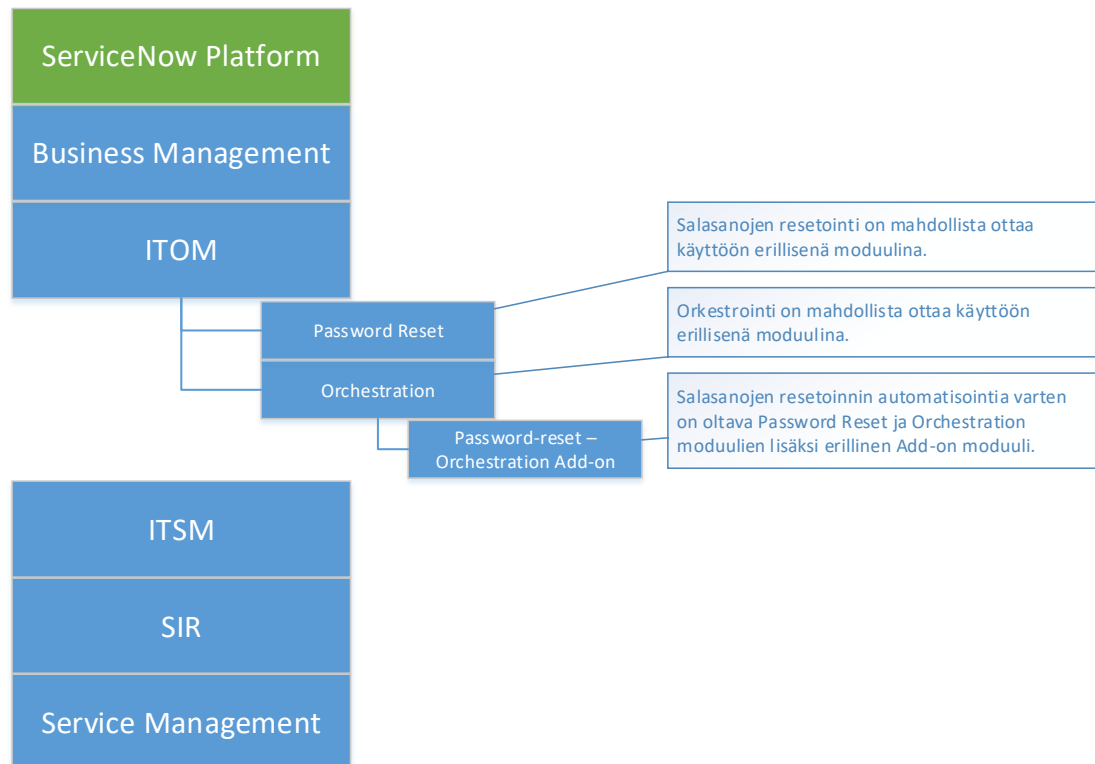 ServiceNow Platform
Business Management
ITOM
Password Reset
Orchestration
Password-reset –
Orchestration Add-on
Salasanojen resetointi on mahdollista ottaa
käyttöön erillisenä moduulina.
Orkestrointi on mahdollista ottaa käyttöön
erillisenä moduulina.
Salasanojen resetoinnin automatisointia varten
on oltava Password Reset ja Orchestration
moduulien lisäksi erillinen Add-on moduuli.
ITSM
SIR
Service Management